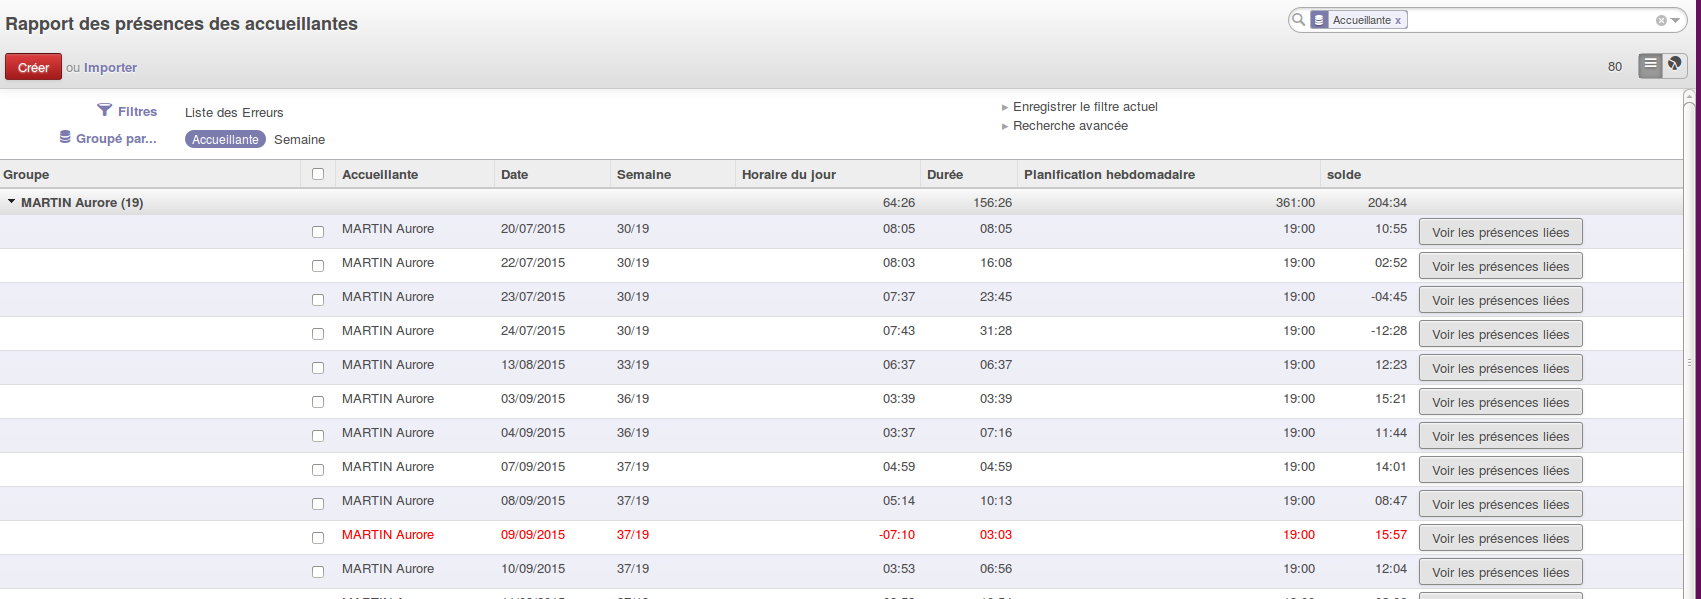 Rapport des présences des accueillantes
Accueillante x
Créer ou Importer
80
Filtres Liste des Erreurs
Groupé par... Accueillante Semaine
Enregistrer le filtre actuel
Recherche avancée
Groupe Accueillante Date Semaine Horaire du jour Durée Planification hebdomadaire solde
MARTIN Aurore (19) 64:26 156:26 361:00 204:34
MARTIN Aurore 20/07/2015 30/19 08:05 08:05 19:00 10:55 Voir les présences liées
MARTIN Aurore 22/07/2015 30/19 08:03 16:08 19:00 02:52 Voir les présences liées
MARTIN Aurore 23/07/2015 30/19 07:37 23:45 19:00 -04:45 Voir les présences liées
MARTIN Aurore 24/07/2015 30/19 07:43 31:28 19:00 -12:28 Voir les présences liées
MARTIN Aurore 13/08/2015 33/19 06:37 06:37 19:00 12:23 Voir les présences liées
MARTIN Aurore 03/09/2015 36/19 03:39 03:39 19:00 15:21 Voir les présences liées
MARTIN Aurore 04/09/2015 36/19 03:37 07:16 19:00 11:44 Voir les présences liées
MARTIN Aurore 07/09/2015 37/19 04:59 04:59 19:00 14:01 Voir les présences liées
MARTIN Aurore 08/09/2015 37/19 05:14 10:13 19:00 08:47 Voir les présences liées
MARTIN Aurore 09/09/2015 37/19 -07:10 03:03 19:00 15:57 Voir les présences liées
MARTIN Aurore 10/09/2015 37/19 03:53 06:56 19:00 12:04 Voir les présences liées